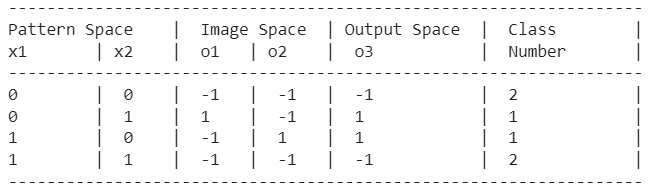 ---------------------------------------------------------------------
Pattern Space | Image Space | Output Space | Class |
x1 | x2 | o1 | o2 | o3 | Number |
---------------------------------------------------------------------
0 | 0 | -1 | -1 | -1 | 2 |
0 | 1 | 1 | -1 | 1 | 1 |
1 | 0 | -1 | 1 | 1 | 1 |
1 | 1 | -1 | -1 | -1 | 2 |
---------------------------------------------------------------------